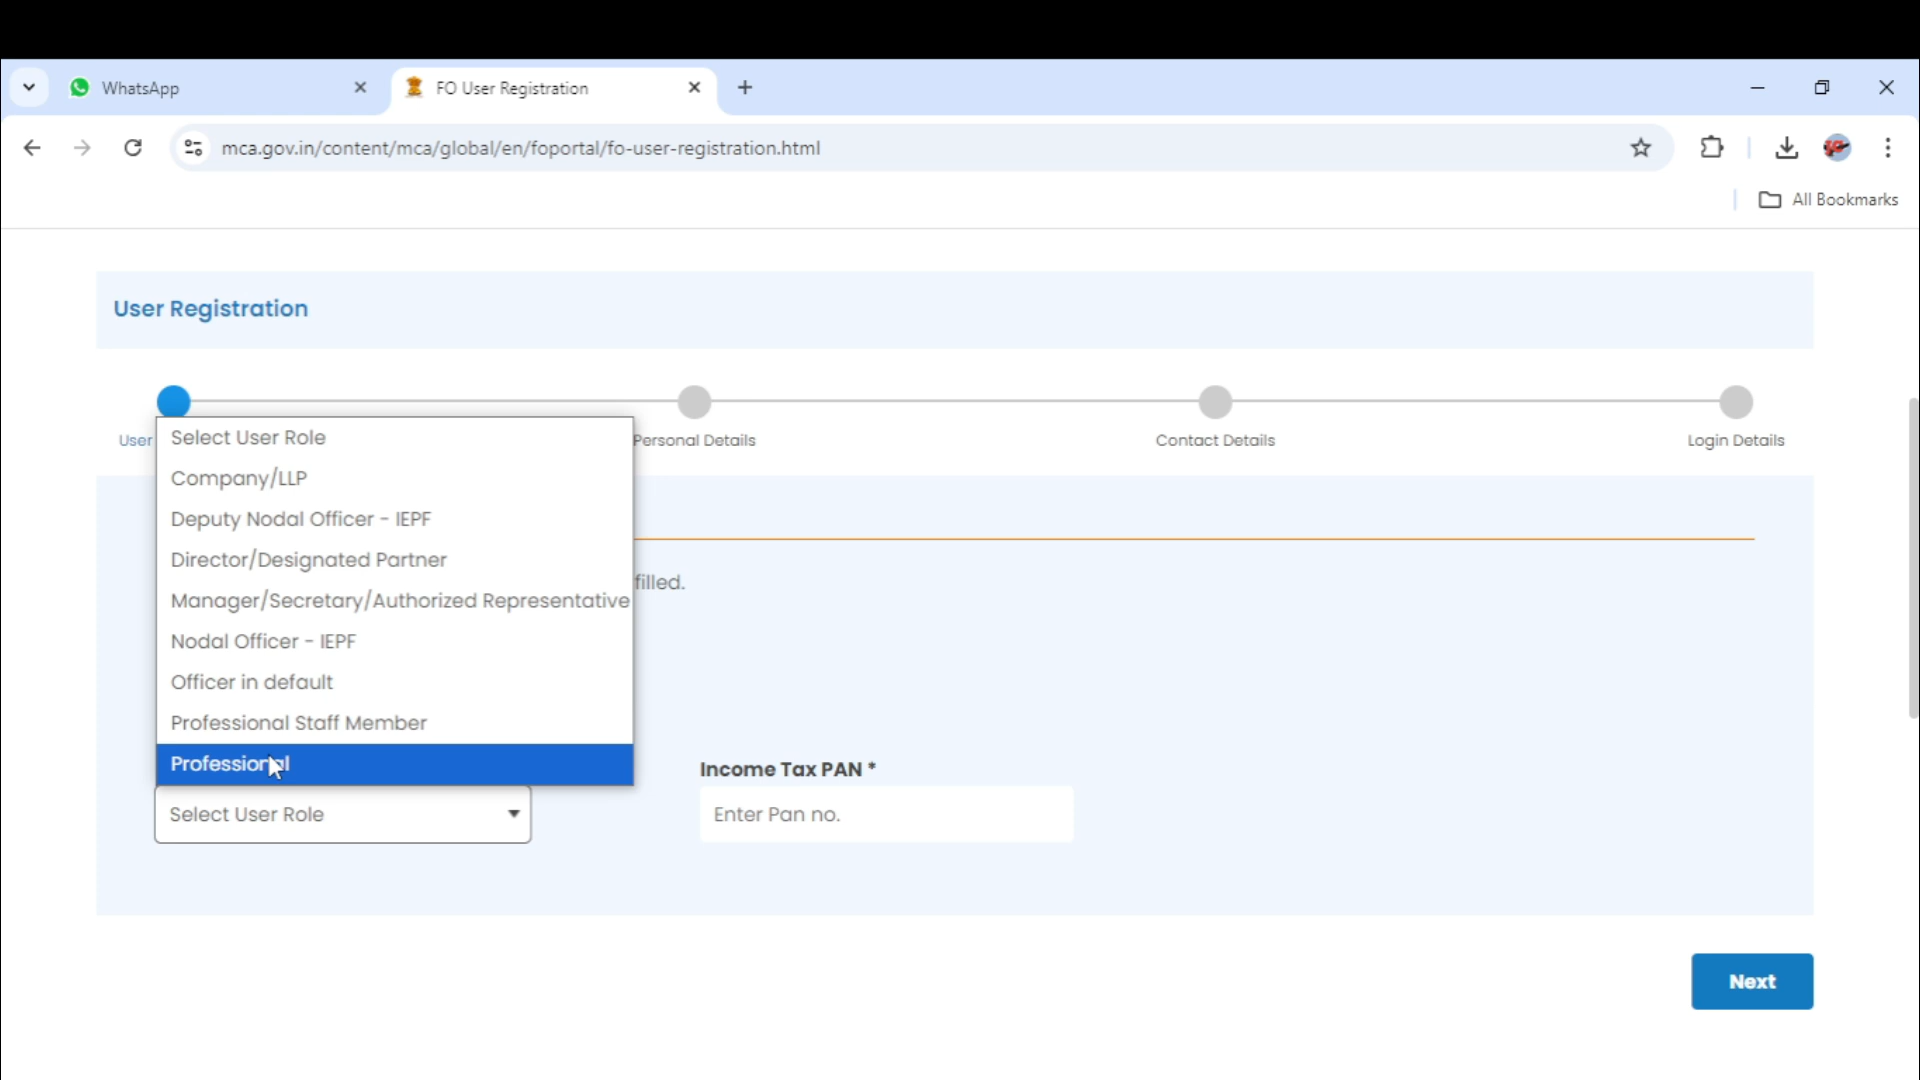 WhatsApp
FO User Registration
mca.gov.in/content/mca/global/en/foportal/fo-user-registration.html
All Bookmarks
User Registration
User
Personal Details
Contact Details
Login Details
Select User Role
Company/LLP
Deputy Nodal Officer - IEPF
Director/Designated Partner
Manager/Secretary/Authorized Representative
filled.
Nodal Officer - IEPF
Officer in default
Professional Staff Member
Professional
Income Tax PAN *
Select User Role
Enter Pan no.
Next